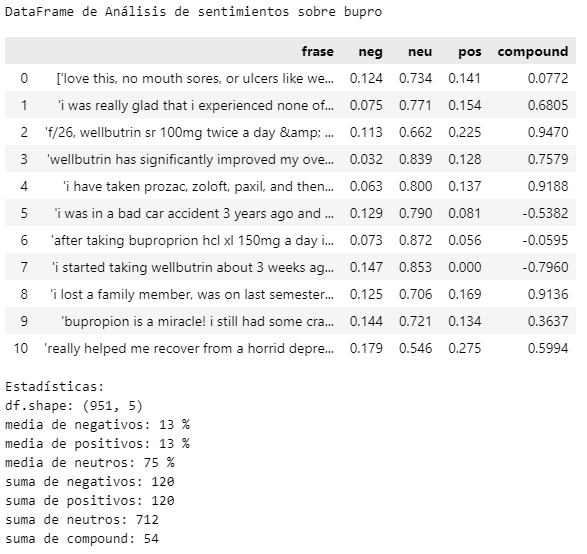 DataFrame de Análisis de sentimientos sobre bupro
frase neg neu pos compound
0 ['love this, no mouth sores, or ulcers like we... 0.124 0.734 0.141 0.0772
1 'i was really glad that i experienced none of... 0.075 0.771 0.154 0.6805
2 'f/26, wellbutrin sr 100mg twice a day &amp; ... 0.113 0.662 0.225 0.9470
3 'wellbutrin has significantly improved my ove... 0.032 0.839 0.128 0.7579
4 'i have taken prozac, zoloft, paxil, and then... 0.063 0.800 0.137 0.9188
5 'i was in a bad car accident 3 years ago and ... 0.129 0.790 0.081 -0.5382
6 'after taking buproprion hcl xl 150mg a day i... 0.073 0.872 0.056 -0.0595
7 'i started taking wellbutrin about 3 weeks ag... 0.147 0.853 0.000 -0.7960
8 'i lost a family member, was on last semester... 0.125 0.706 0.169 0.9136
9 'bupropion is a miracle! i still had some cra... 0.144 0.721 0.134 0.3637
10 'really helped me recover from a horrid depre... 0.179 0.546 0.275 0.5994
Estadísticas:
df.shape: (951, 5)
media de negativos: 13 %
media de positivos: 13 %
media de neutros: 75 %
suma de negativos: 120
suma de positivos: 120
suma de neutros: 712
suma de compound: 54